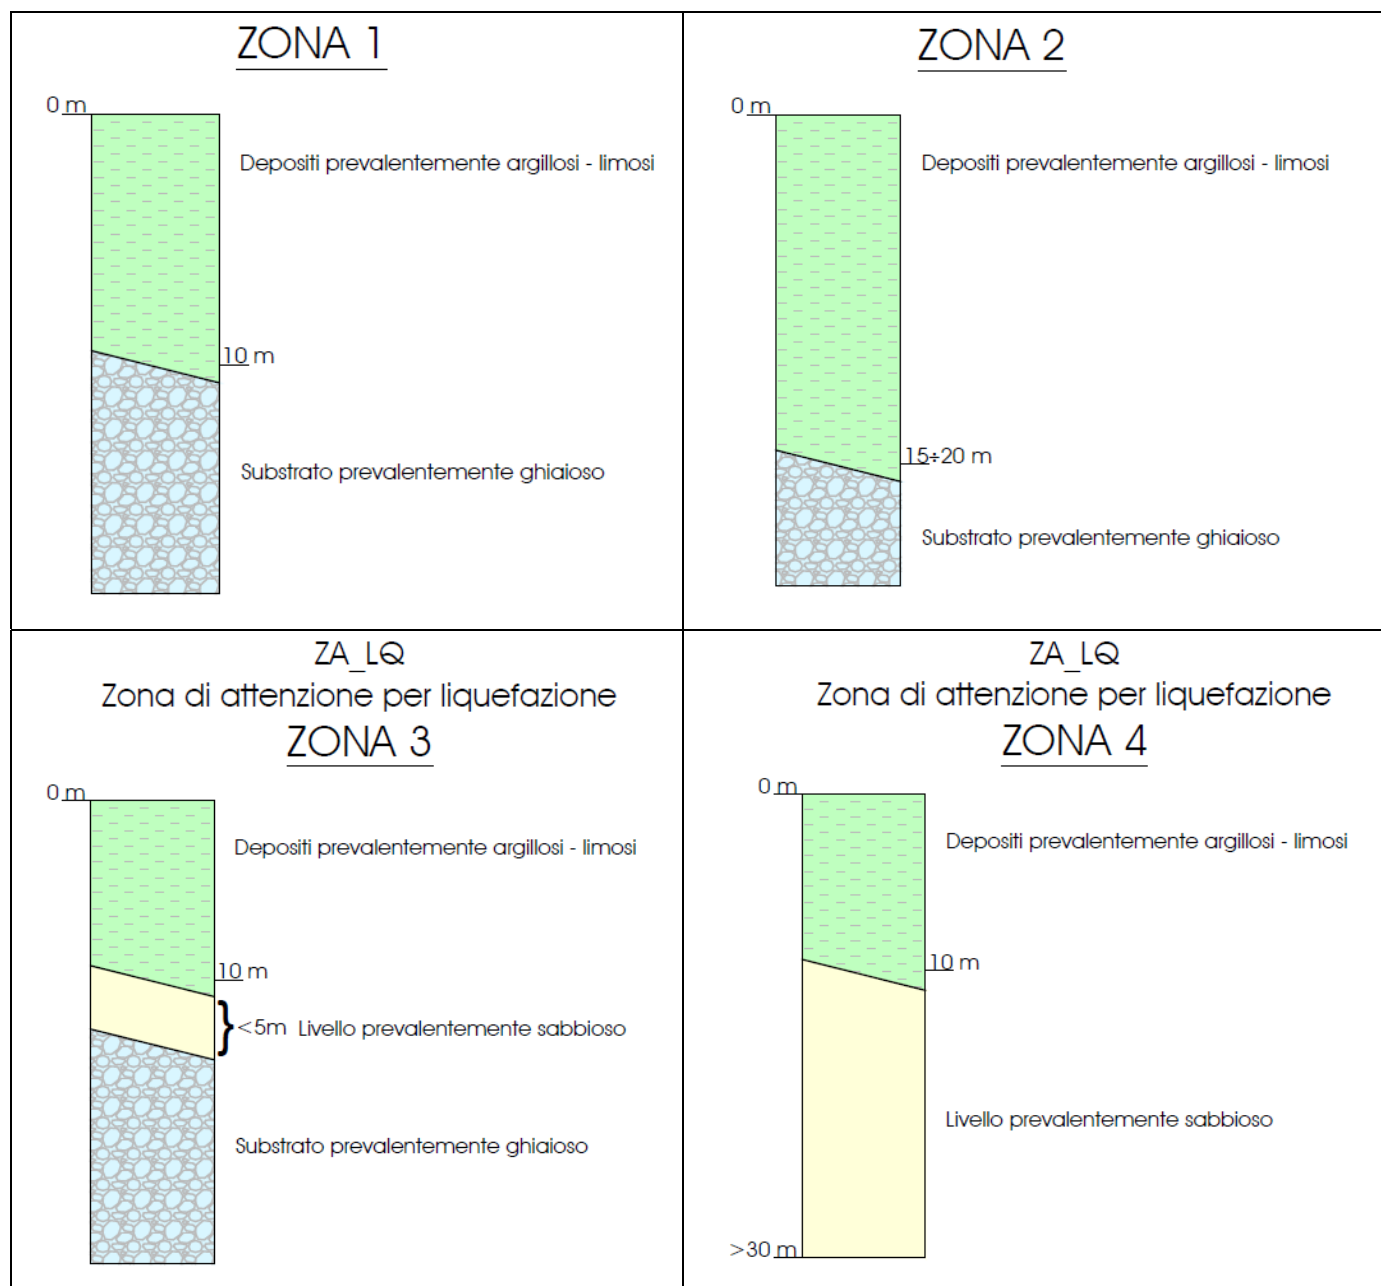 ZONA 1
0 m
Depositi prevalentemente argillosi - limosi
10 m
Substrato prevalentemente ghiaioso
ZONA 2
0 m
Depositi prevalentemente argillosi - limosi
15÷20 m
Substrato prevalentemente ghiaioso
ZA_LQ
Zona di attenzione per liquefazione
ZONA 3
0 m
Depositi prevalentemente argillosi - limosi
10 m
<5m Livello prevalentemente sabbioso
Substrato prevalentemente ghiaioso
ZA_LQ
Zona di attenzione per liquefazione
ZONA 4
0 m
Depositi prevalentemente argillosi - limosi
10 m
Livello prevalentemente sabbioso
>30 m